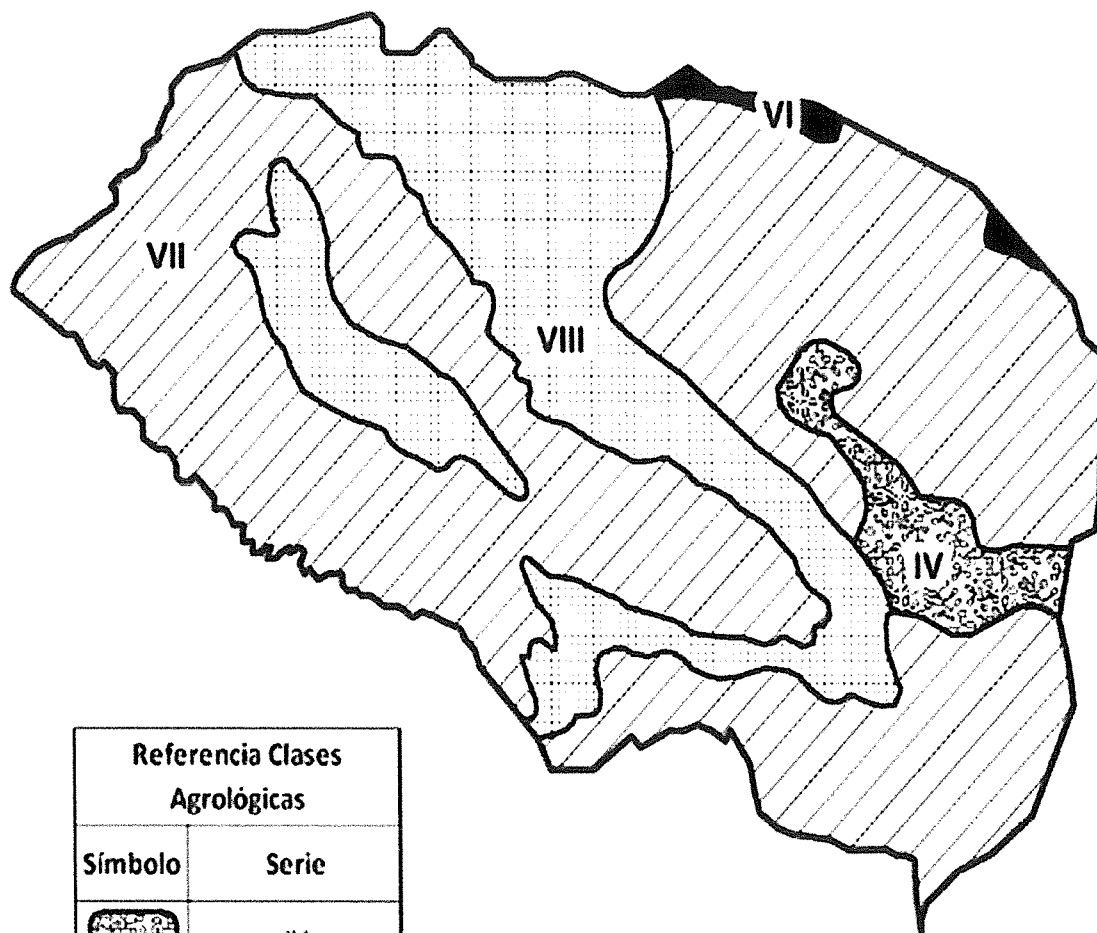 VI
VII
VIII
IV
Referencia Clases
Agrológicas
Símbolo Serie